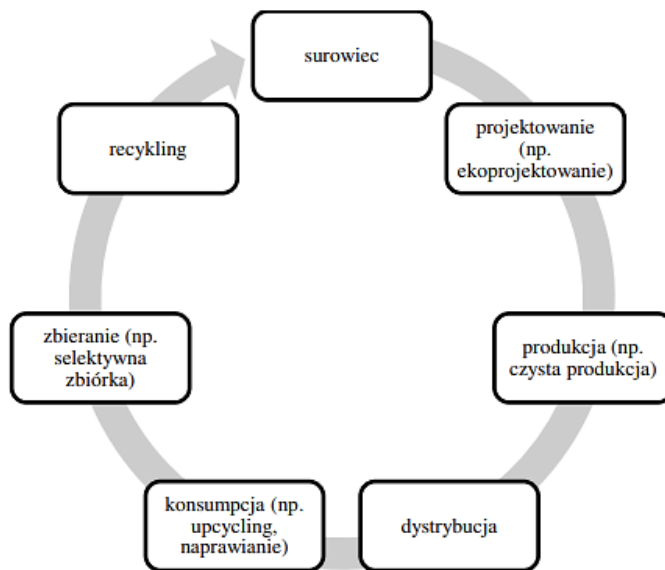 surowiec
projektowanie
(np.
ekoprojektowanie)
produkcja (np.
czysta produkcja)
dystrybucja
konsumpcja (np.
upcycling,
naprawianie)
zbieranie (np.
selektywna
zbiórka)
recykling